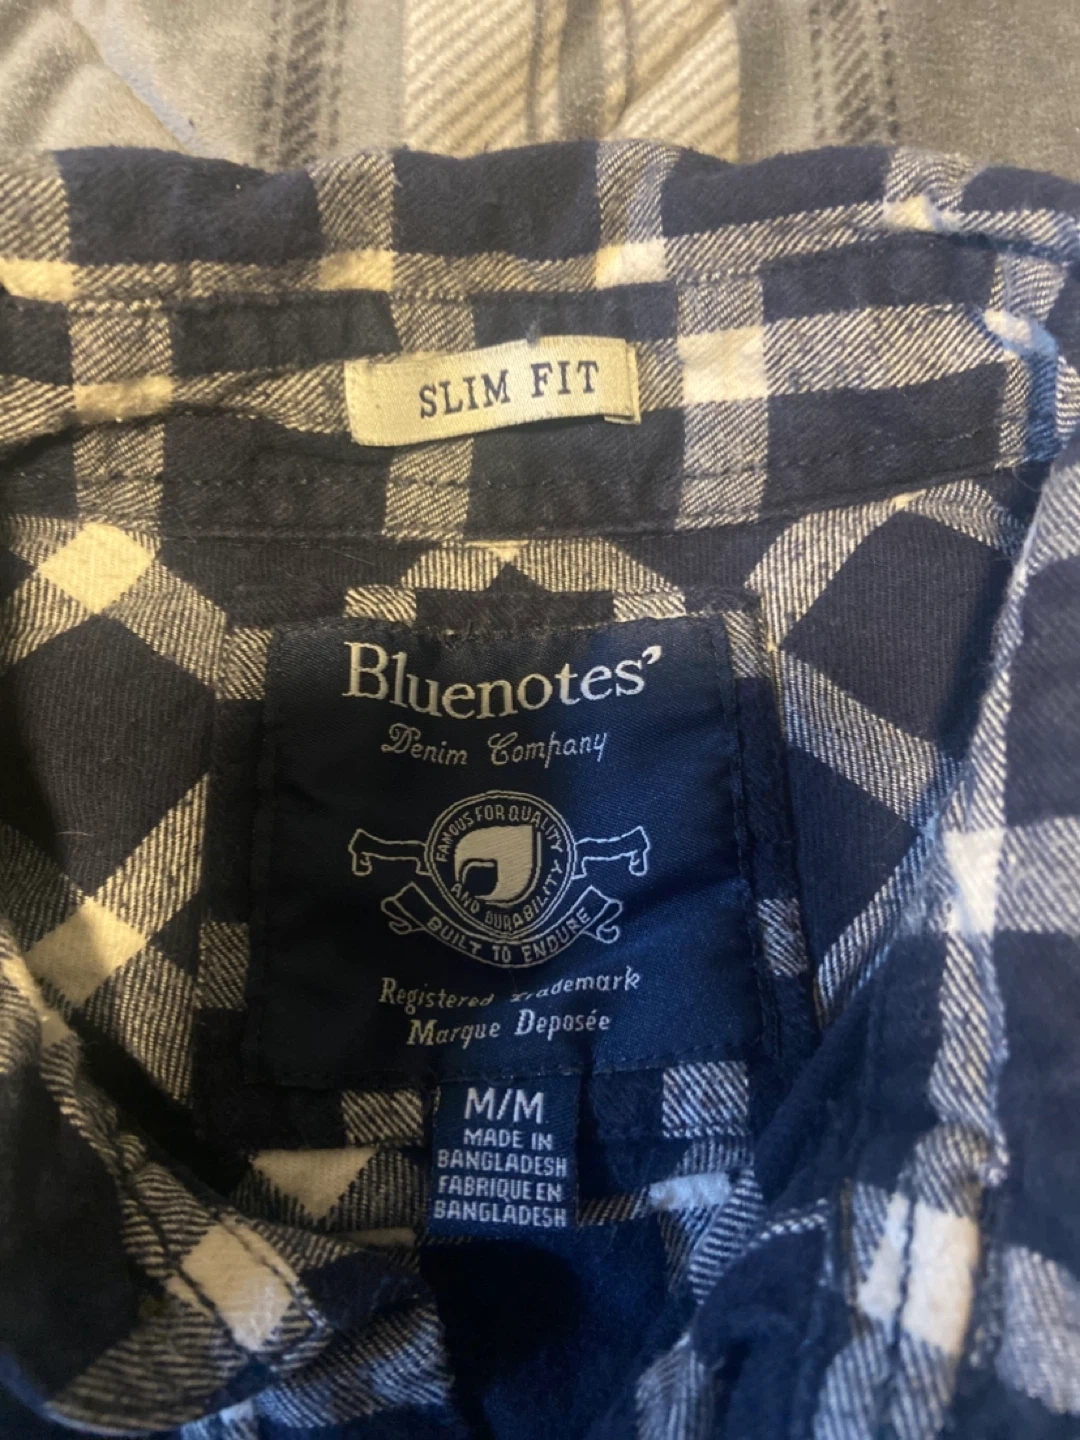 SLIM FIT
Bluenotes'
Denim Company
FAMOUS FOR QUALITY
AND DURABILITY
BUILT TO ENDURE
Registered Trademark
Marque Deposée
M/M
MADE IN
BANGLADESH
FABRIQUE EN
BANGLADESH